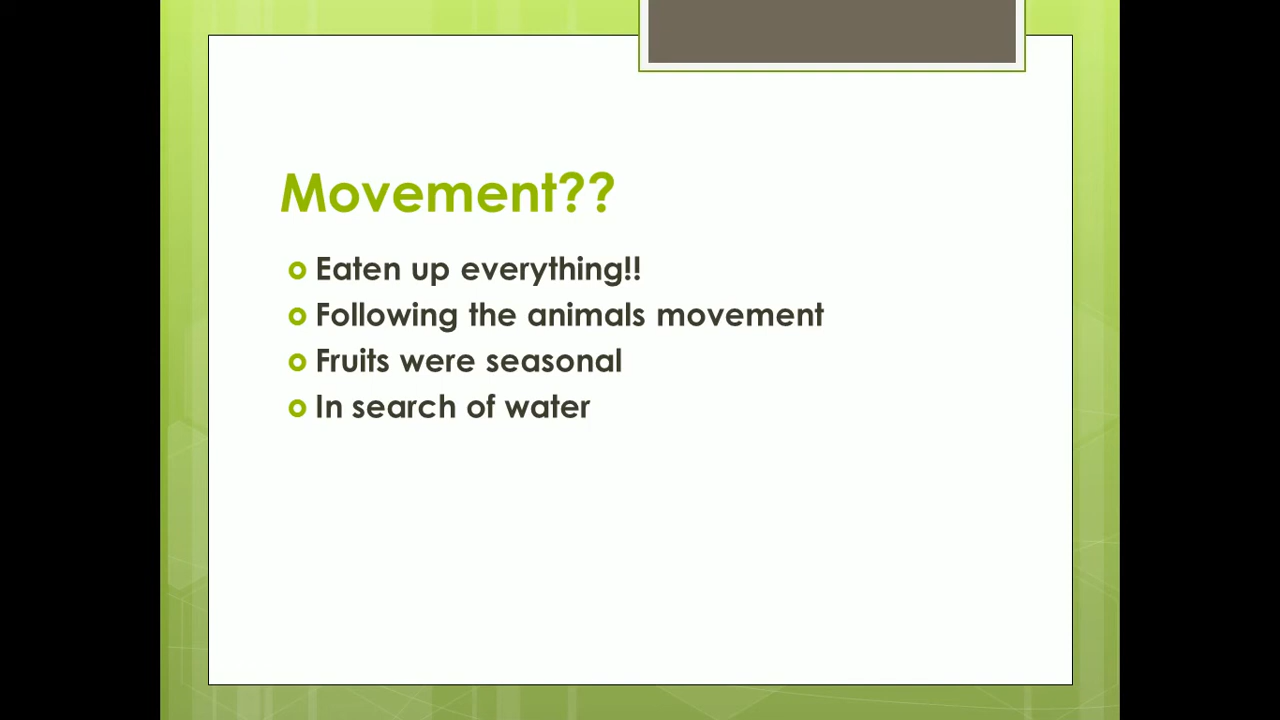 Movement??
Eaten up everything!!
Following the animals movement
Fruits were seasonal
In search of water